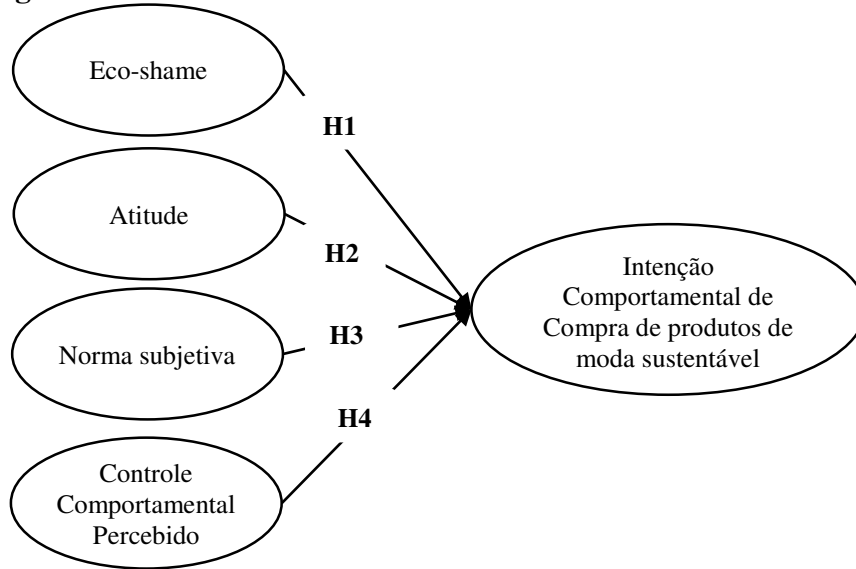 Eco-shame
H1
Atitude
H2
Norma subjetiva
H3
H4
Controle
Comportamental
Percebido
Intenção
Comportamental de
Compra de produtos de
moda sustentável